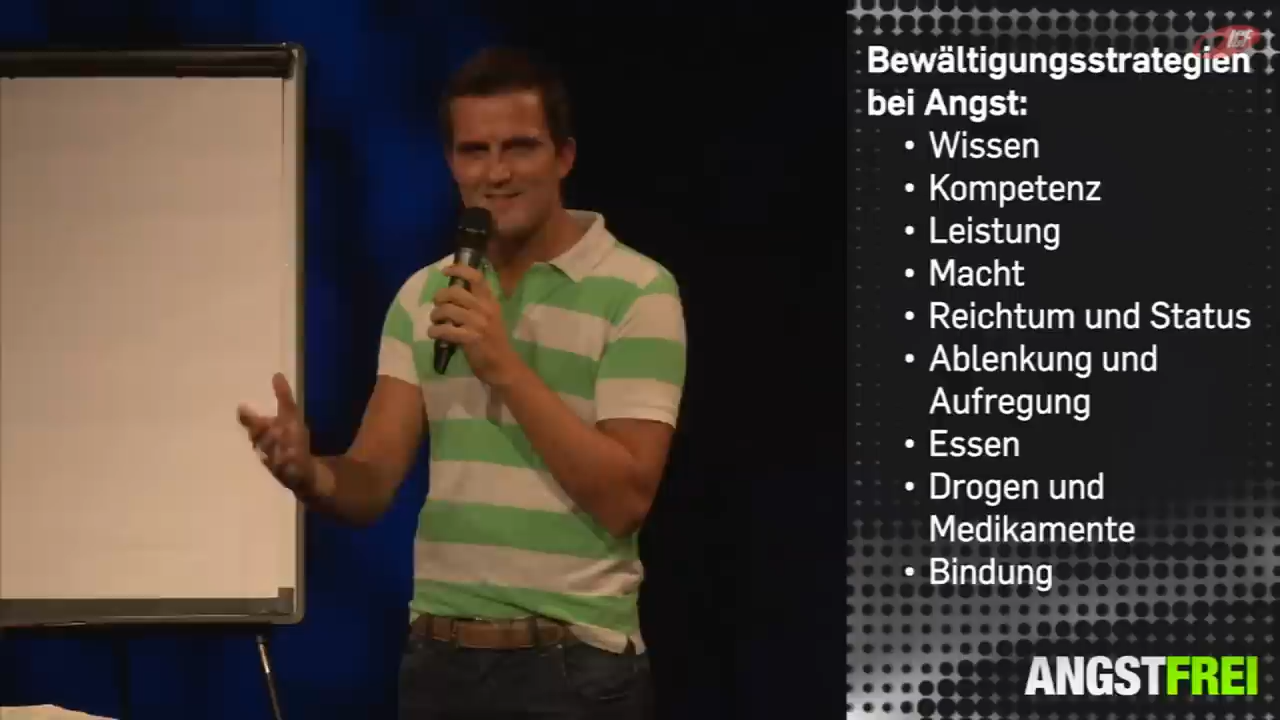 Bewältigungsstrategien
bei Angst:
• Wissen
• Kompetenz
• Leistung
• Macht
• Reichtum und Status
• Ablenkung und
Aufregung
• Essen
• Drogen und
Medikamente
• Bindung
ANGSTFREI